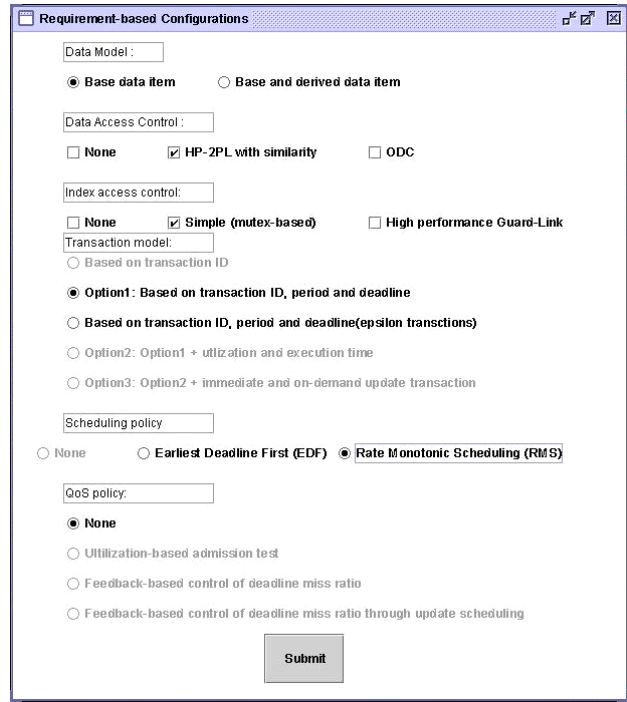 Requirement-based Configurations
Data Model :
Base data item Base and derived data item
Data Access Control :
None HP-2PL with similarity ODC
Index access control:
None Simple (mutex-based) High performance Guard-Link
Transaction model:
Based on transaction ID
Option1: Based on transaction ID, period and deadline
Based on transaction ID, period and deadline(epsilon transctions)
Option2: Option1 + utlization and execution time
Option3: Option2 + immediate and on-demand update transaction
Scheduling policy
None Earliest Deadline First (EDF) Rate Monotonic Scheduling (RMS)
QoS policy:
None
Ultilization-based admission test
Feedback-based control of deadline miss ratio
Feedback-based control of deadline miss ratio through update scheduling
Submit